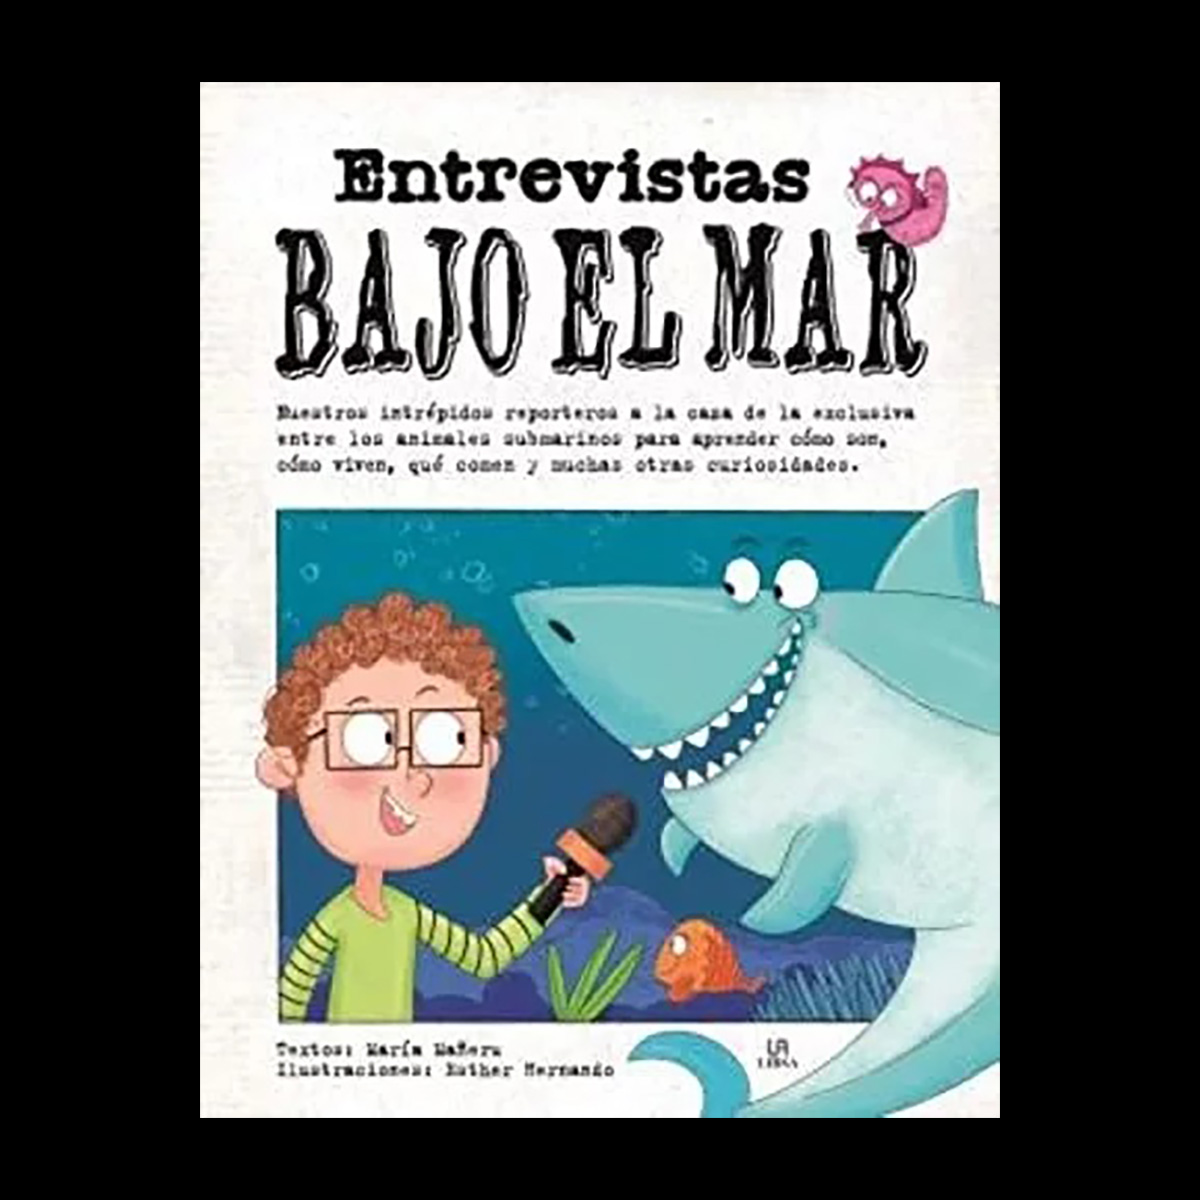 Entrevistas
BAJO EL MAR
Nuestros intrépidos reporteros a la caza de la exclusiva
entre los animales submarinos para aprender cómo son,
cómo viven, qué comen y muchas otras curiosidades.
Textos: María Mañeru
Ilustraciones: Esther Hernando
LIBSA